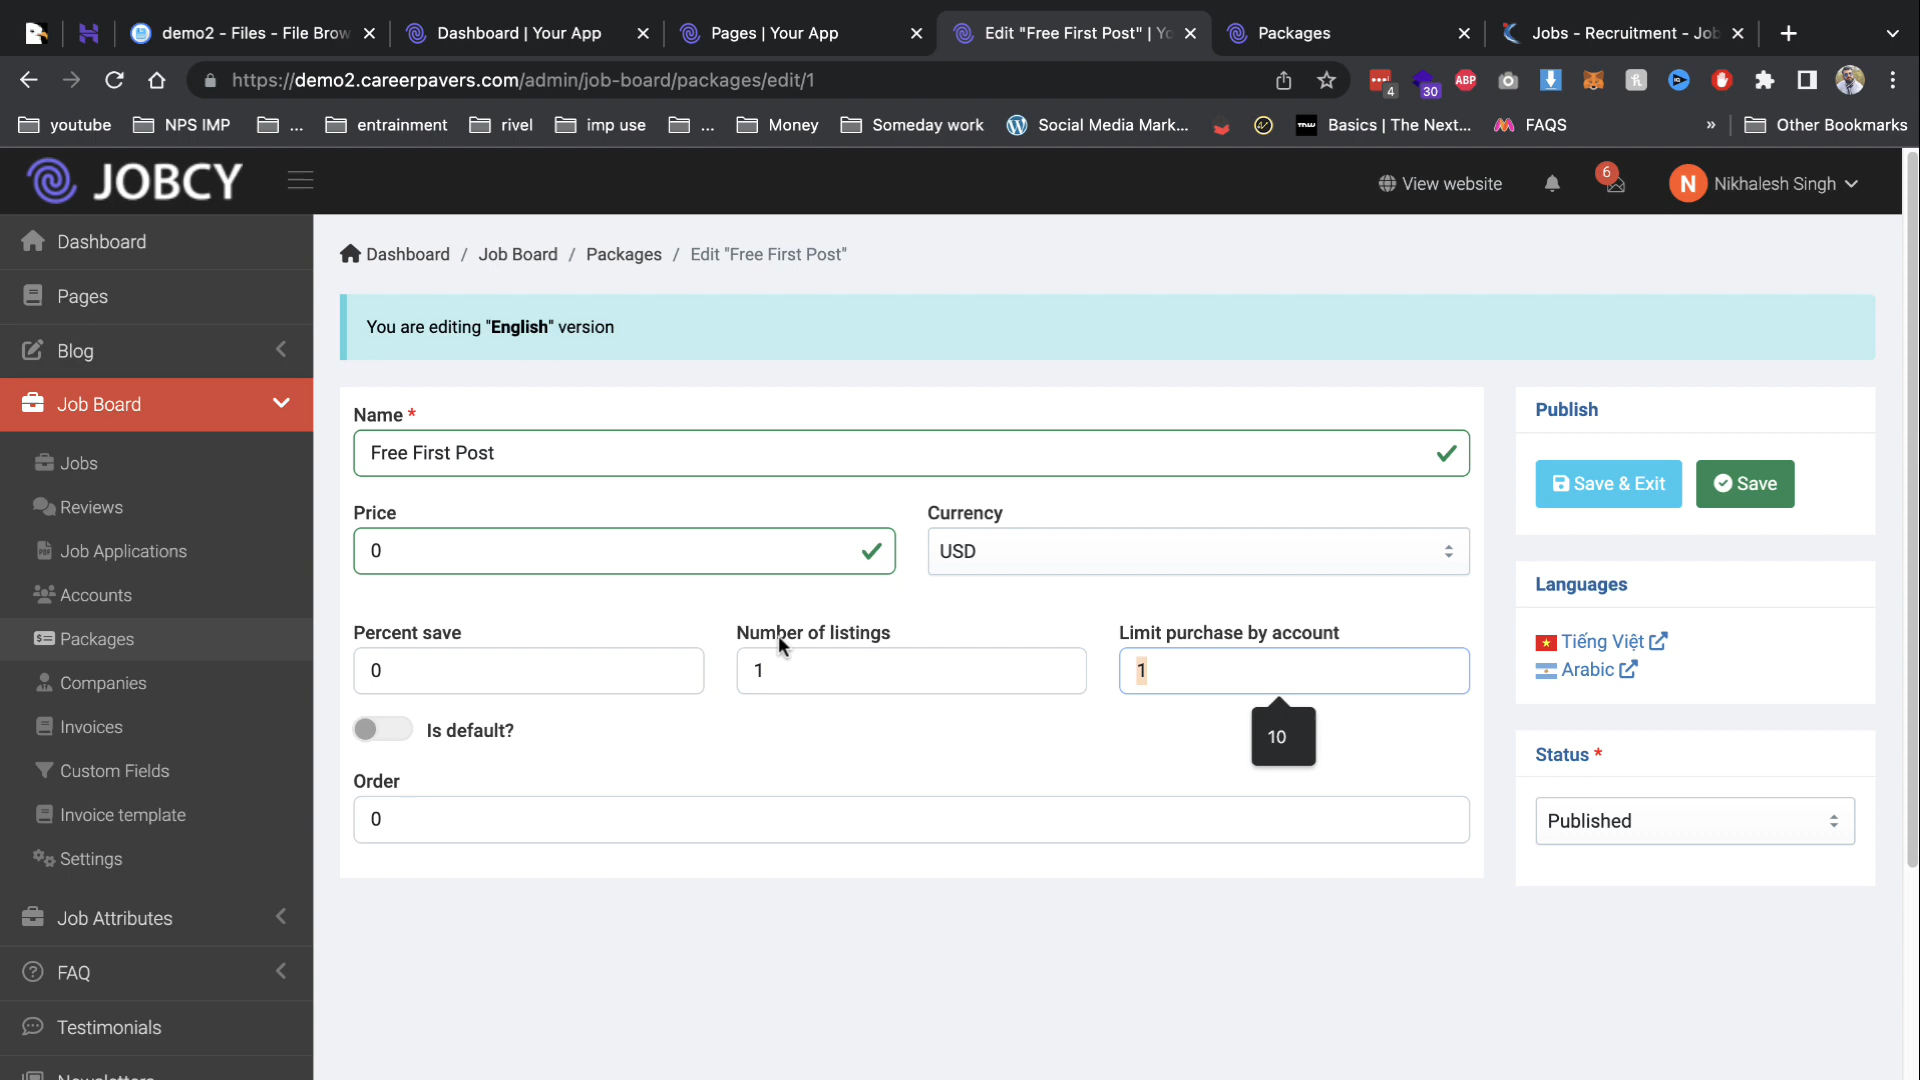 demo2 - Files - File Brow
Dashboard | Your App
Pages | Your App
Edit "Free First Post" | Yo
Packages
Jobs - Recruitment - Job
https://demo2.careerpavers.com/admin/job-board/packages/edit/1
4
30
ABP
youtube
NPS IMP
...
entrainment
rivel
imp use
...
Money
Someday work
Social Media Mark...
TNW
Basics | The Next...
FAQS
»
Other Bookmarks
JOBCY
View website
6
N
Nikhalesh Singh
Dashboard
Pages
Blog
Job Board
Jobs
Reviews
Job Applications
Accounts
Packages
Companies
Invoices
Custom Fields
Invoice template
Settings
Job Attributes
FAQ
Testimonials
Newsletters
Dashboard / Job Board / Packages / Edit "Free First Post"
You are editing "English" version
Name *
Free First Post
Price
0
Currency
USD
Percent save
0
Number of listings
1
Limit purchase by account
1
10
Is default?
Order
0
Publish
Save & Exit
Save
Languages
Tiếng Việt
Arabic
Status *
Published